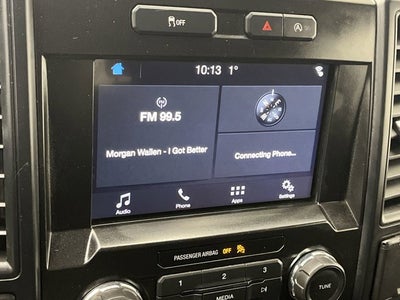 OFF
10:13 1°
FM 99.5
Morgan Wallen - I Got Better
Connecting Phone...
Audio
Phone
Apps
Settings
PASSENGER AIRBAG OFF
1 2 3
TUNE